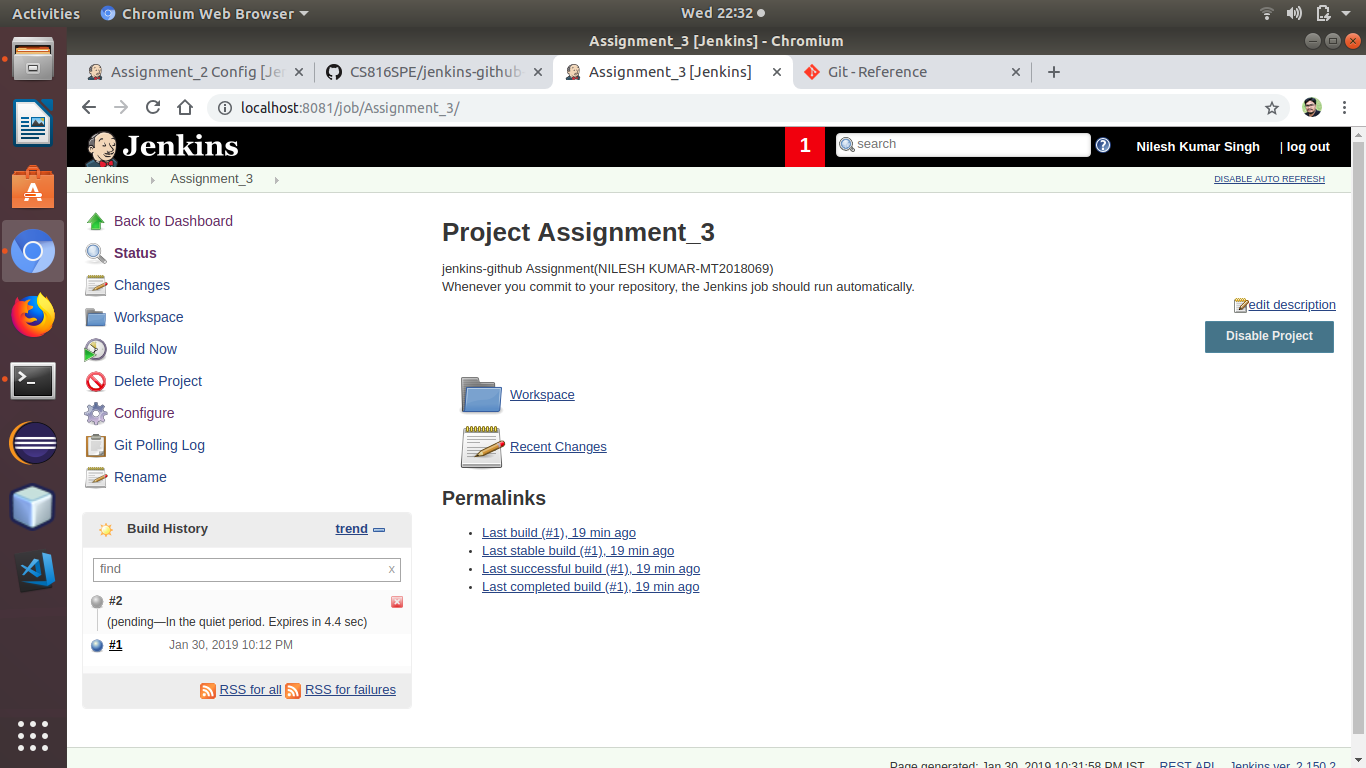 Activities Chromium Web Browser Wed 22:32
Assignment_3 [Jenkins] - Chromium
Assignment_2 Config [Jen CS816SPE/jenkins-github- Assignment_3 [Jenkins] Git - Reference
localhost:8081/job/Assignment_3/
Jenkins 1 search Nilesh Kumar Singh | log out
Jenkins Assignment_3 DISABLE AUTO REFRESH
Back to Dashboard
Status
Changes
Workspace
Build Now
Delete Project
Configure
Git Polling Log
Rename
Project Assignment_3
jenkins-github Assignment(NILESH KUMAR-MT2018069)
Whenever you commit to your repository, the Jenkins job should run automatically.
edit description
Disable Project
Workspace
Recent Changes
Permalinks
Last build (#1), 19 min ago
Last stable build (#1), 19 min ago
Last successful build (#1), 19 min ago
Last completed build (#1), 19 min ago
Build History trend
find x
#2
(pending—In the quiet period. Expires in 4.4 sec)
#1 Jan 30, 2019 10:12 PM
RSS for all RSS for failures
Page generated: Jan 30, 2019 10:31:58 PM IST REST API Jenkins ver. 2.150.2